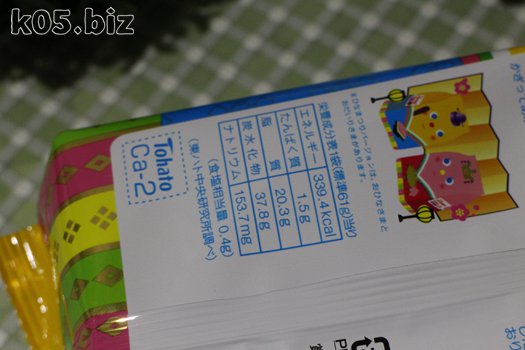 k05.biz
Tohato
Ca-2
栄養成分表 1袋(標準61g)当り
エネルギー 339.4kcal
たんぱく質 1.5g
脂質 20.3g
炭水化物 37.8g
ナトリウム 153.7mg
(食塩相当量 0.4g)
(東ハト中央研究所調べ)